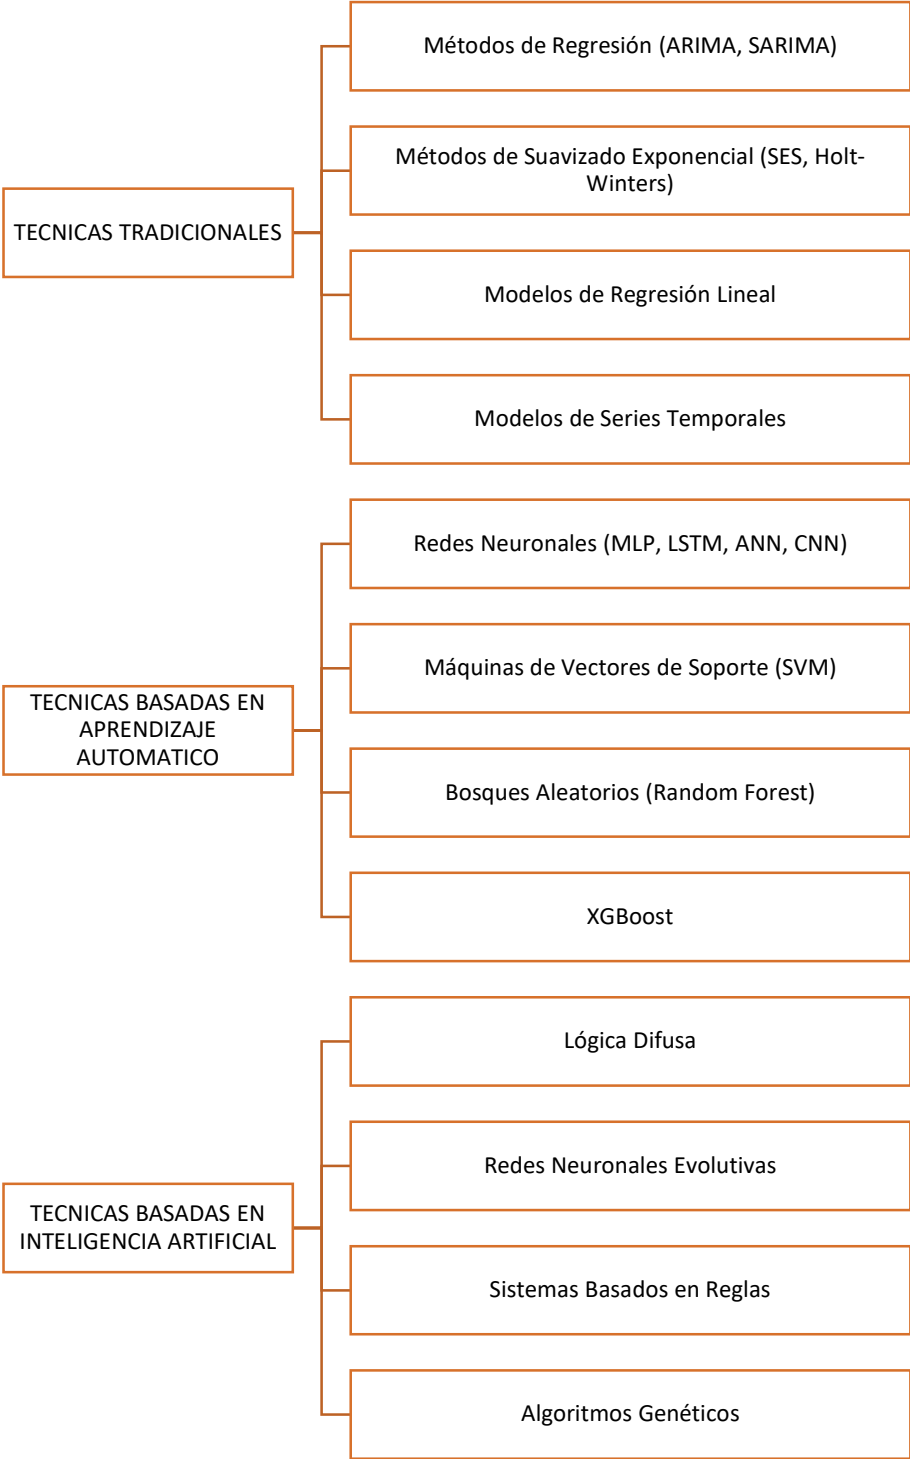 TECNICAS TRADICIONALES
Métodos de Regresión (ARIMA, SARIMA)
Métodos de Suavizado Exponencial (SES, Holt-
Winters)
Modelos de Regresión Lineal
Modelos de Series Temporales
TECNICAS BASADAS EN
APRENDIZAJE
AUTOMATICO
Redes Neuronales (MLP, LSTM, ANN, CNN)
Máquinas de Vectores de Soporte (SVM)
Bosques Aleatorios (Random Forest)
XGBoost
TECNICAS BASADAS EN
INTELIGENCIA ARTIFICIAL
Lógica Difusa
Redes Neuronales Evolutivas
Sistemas Basados en Reglas
Algoritmos Genéticos